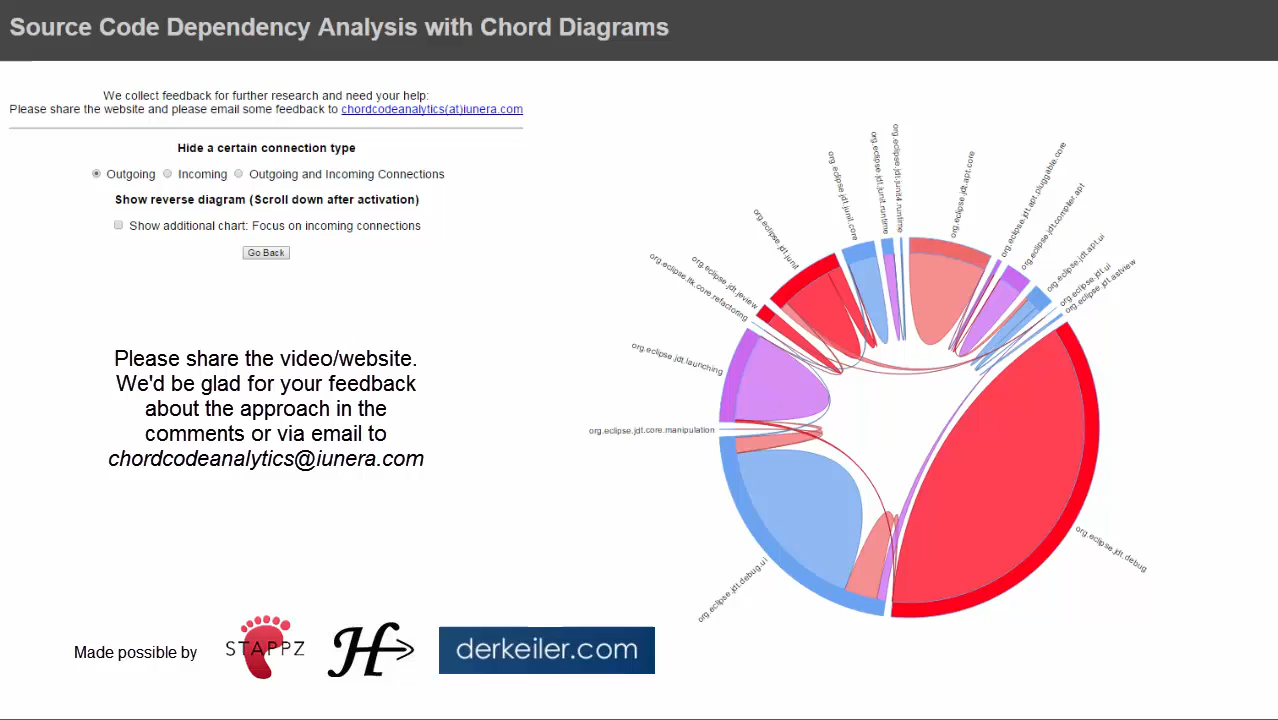 Source Code Dependency Analysis with Chord Diagrams
We collect feedback for further research and need your help:
Please share the website and please email some feedback to chordcodeanalytics(at)iunera.com
Hide a certain connection type
Outgoing Incoming Outgoing and Incoming Connections
Show reverse diagram (Scroll down after activation)
Show additional chart: Focus on incoming connections
Go Back
Please share the video/website.
We'd be glad for your feedback
about the approach in the
comments or via email to
chordcodeanalytics@iunera.com
Made possible by
STAPPZ
H
derkeiler.com
org.eclipse.jdt.apt.core
org.eclipse.jdt.apt.pluggable.core
org.eclipse.jdt.compiler.apt
org.eclipse.jdt.apt.ui
org.eclipse.jdt.ui
org.eclipse.jdt.astview
org.eclipse.jdt.debug
org.eclipse.jdt.debug.ui
org.eclipse.jdt.core.manipulation
org.eclipse.jdt.launching
org.eclipse.ltk.core.refactoring
org.eclipse.jdt.jeview
org.eclipse.jdt.junit
org.eclipse.jdt.junit.core
org.eclipse.jdt.junit.runtime
org.eclipse.jdt.junit4.runtime